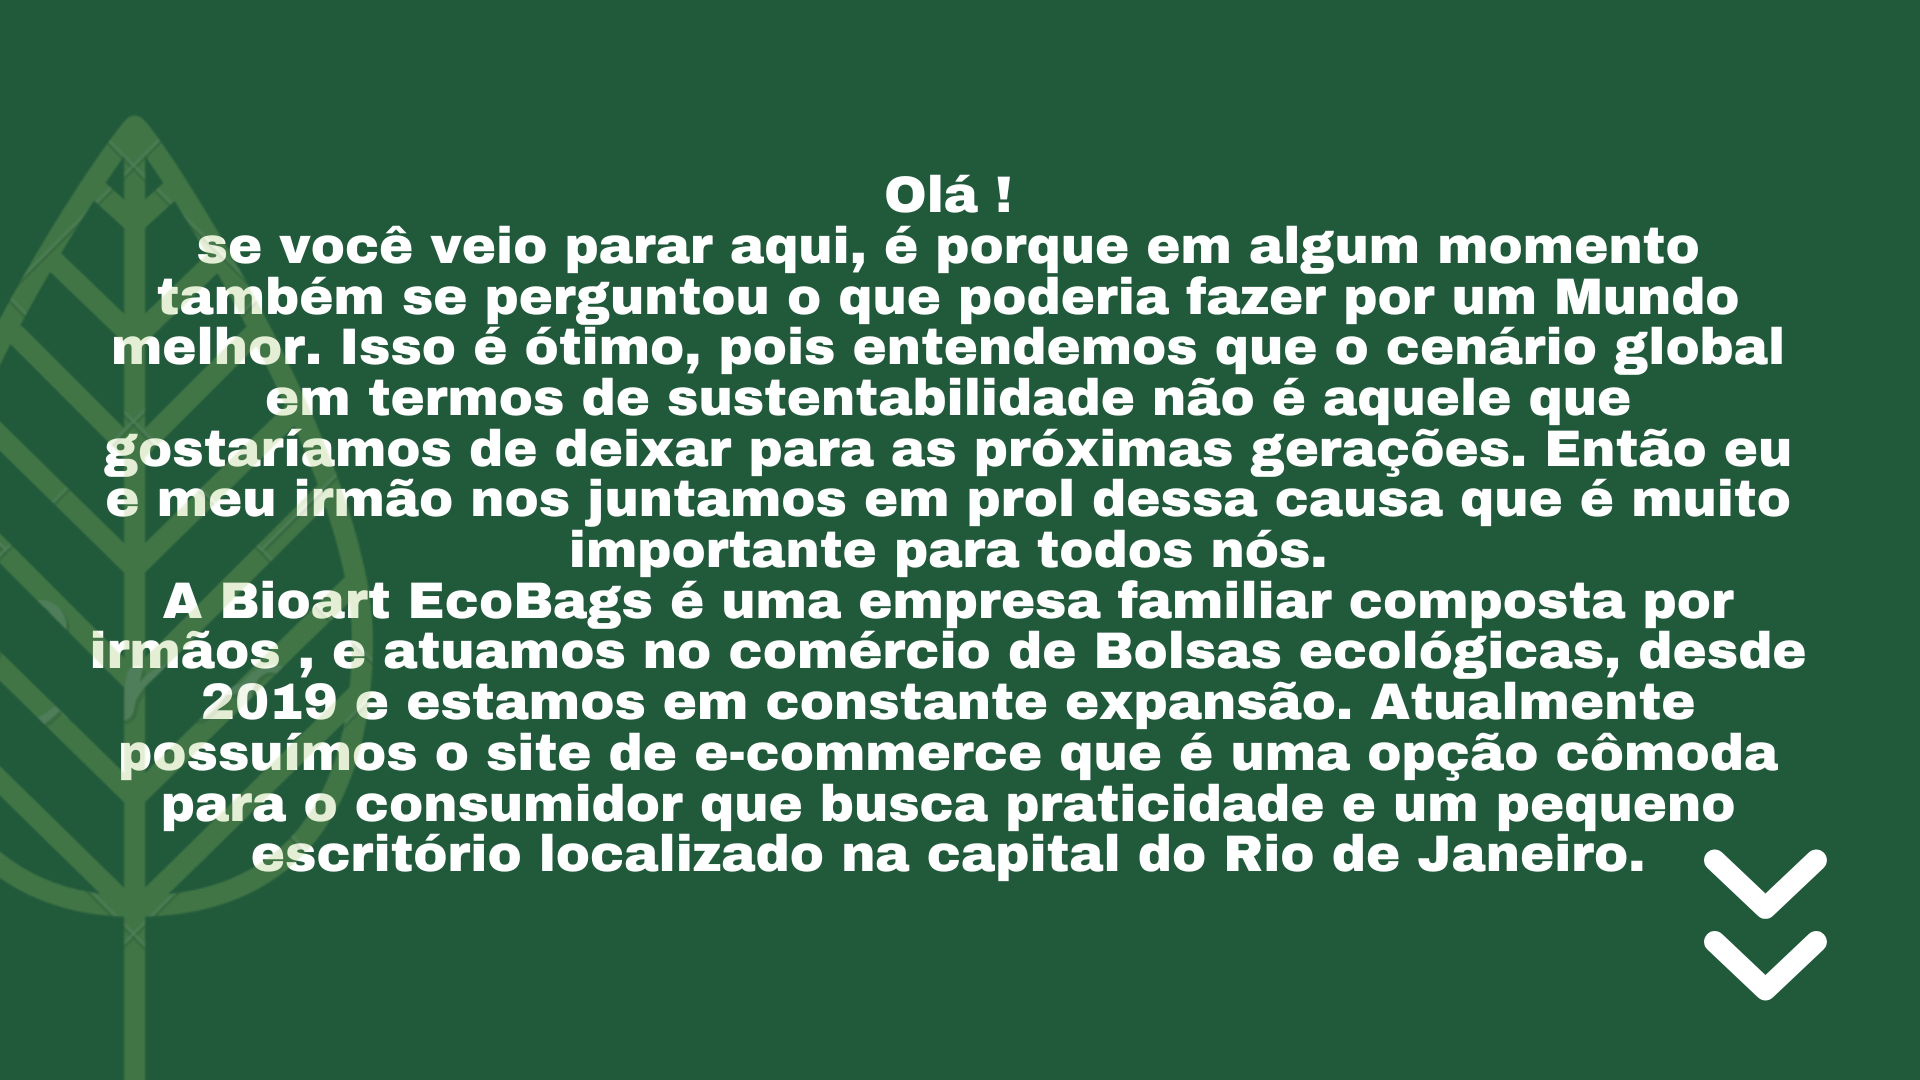 Olá !
se você veio parar aqui, é porque em algum momento
também se perguntou o que poderia fazer por um Mundo
melhor. Isso é ótimo, pois entendemos que o cenário global
em termos de sustentabilidade não é aquele que
gostaríamos de deixar para as próximas gerações. Então eu
e meu irmão nos juntamos em prol dessa causa que é muito
importante para todos nós.
A Bioart EcoBags é uma empresa familiar composta por
irmãos , e atuamos no comércio de Bolsas ecológicas, desde
2019 e estamos em constante expansão. Atualmente
possuímos o site de e-commerce que é uma opção cômoda
para o consumidor que busca praticidade e um pequeno
escritório localizado na capital do Rio de Janeiro.